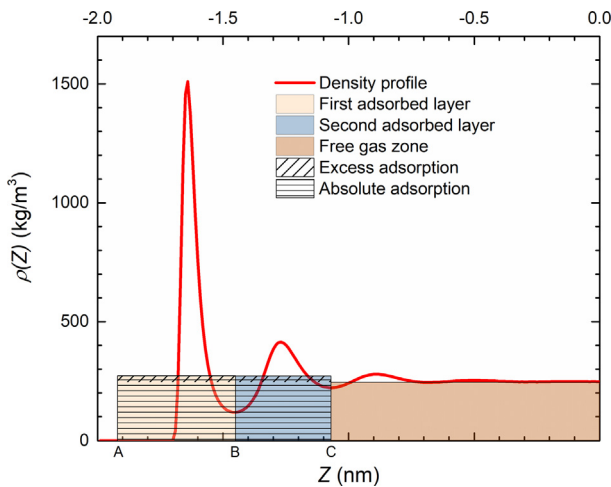 -2.0 -1.5 -1.0 -0.5 0.0
1500
1000
500
0
ρ(Z) (kg/m³)
Density profile
First adsorbed layer
Second adsorbed layer
Free gas zone
Excess adsorption
Absolute adsorption
A B C
Z (nm)